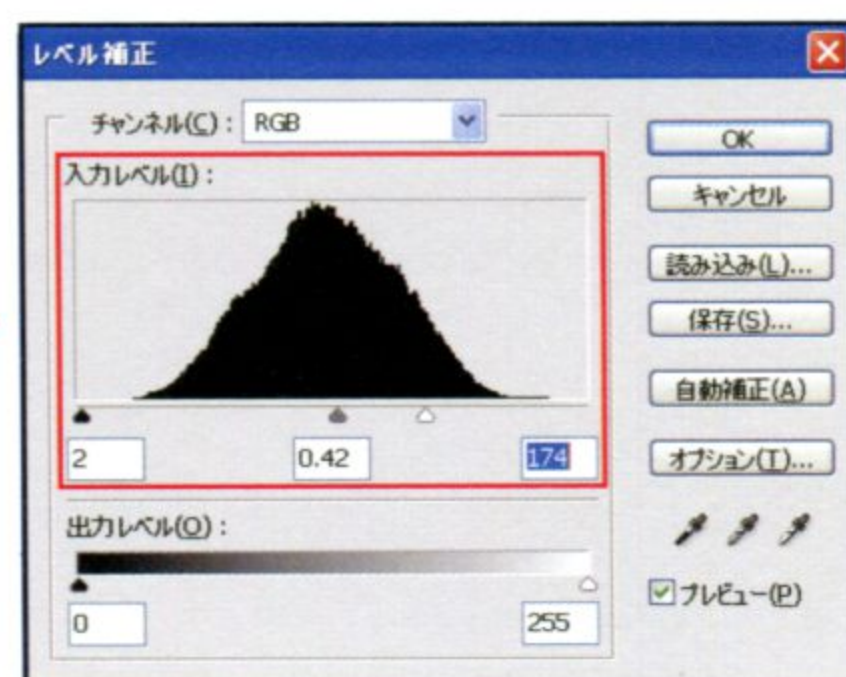 レベル補正
チャンネル(C) : RGB
入力レベル(I) :
2 0.42 174
出力レベル(O) :
0 255
OK
キャンセル
読み込み(L)...
保存(S)...
自動補正(A)
オプション(T)...
プレビュー(P)